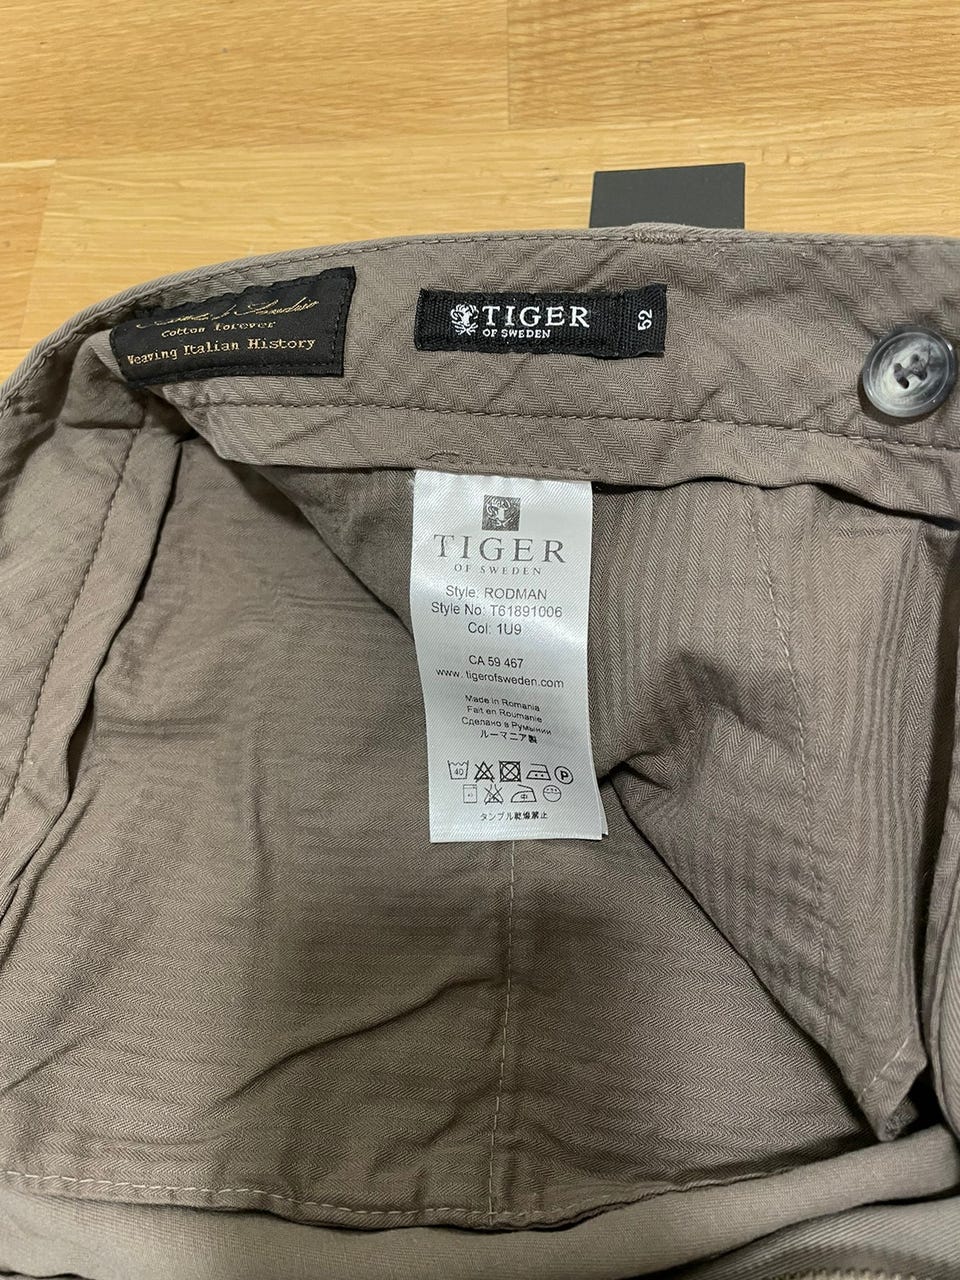 cotton forever
Weaving Italian History
TIGER
OF SWEDEN
52
TIGER
OF SWEDEN
Style: RODMAN
Style No: T61891006
Col: 1U9
CA 59 467
www.tigerofsweden.com
Made in Romania
Fait en Roumanie
Сделано в Румынии
ルーマニア製
40
P
タンブル乾燥禁止